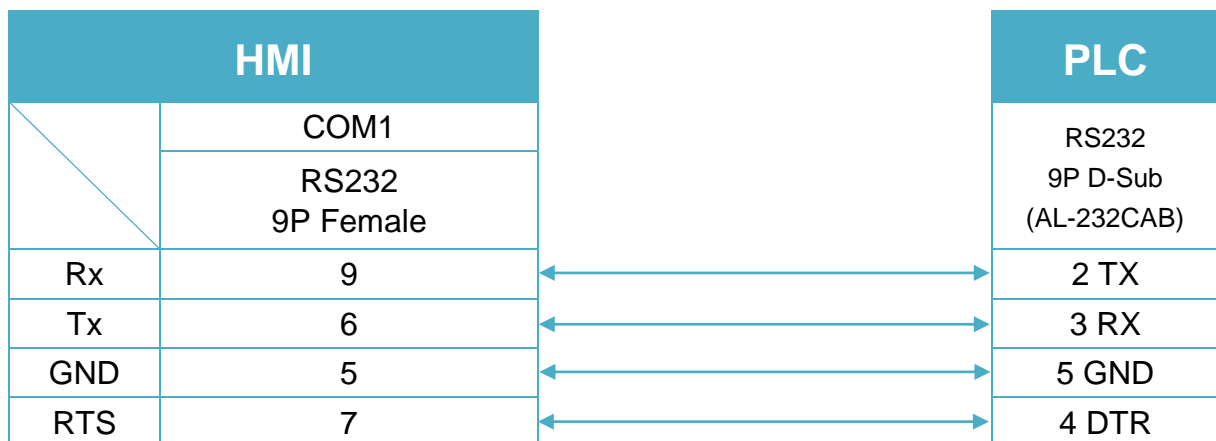 HMI
PLC
COM1
RS232
9P Female
RS232
9P D-Sub
(AL-232CAB)
Rx 9 2 TX
Tx 6 3 RX
GND 5 5 GND
RTS 7 4 DTR